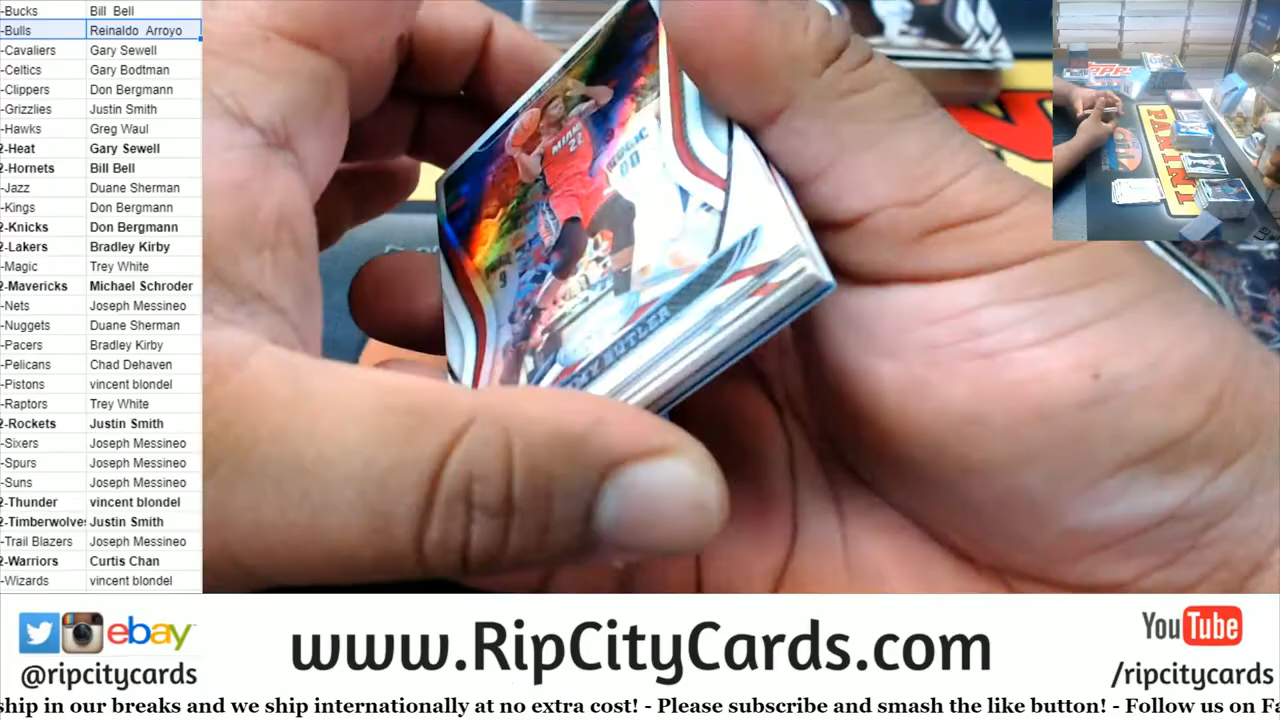 -Bucks Bill Bell
-Bulls Reinaldo Arroyo
-Cavaliers Gary Sewell
-Celtics Gary Bodtman
-Clippers Don Bergmann
-Grizzlies Justin Smith
-Hawks Greg Waul
2-Heat Gary Sewell
2-Hornets Bill Bell
-Jazz Duane Sherman
-Kings Don Bergmann
2-Knicks Don Bergmann
2-Lakers Bradley Kirby
-Magic Trey White
2-Mavericks Michael Schroder
-Nets Joseph Messineo
-Nuggets Duane Sherman
-Pacers Bradley Kirby
-Pelicans Chad Dehaven
-Pistons vincent blondel
-Raptors Trey White
2-Rockets Justin Smith
-Sixers Joseph Messineo
-Spurs Joseph Messineo
-Suns Joseph Messineo
2-Thunder vincent blondel
2-Timberwolves Justin Smith
-Trail Blazers Joseph Messineo
2-Warriors Curtis Chan
-Wizards vincent blondel
MIAMI
22
MAGIC
00
9
MY BUTLER
PANINI
ebay
@ripcitycards
www.RipCityCards.com
YouTube
/ripcitycards
ship in our breaks and we ship internationally at no extra cost! - Please subscribe and smash the like button! - Follow us on Fa